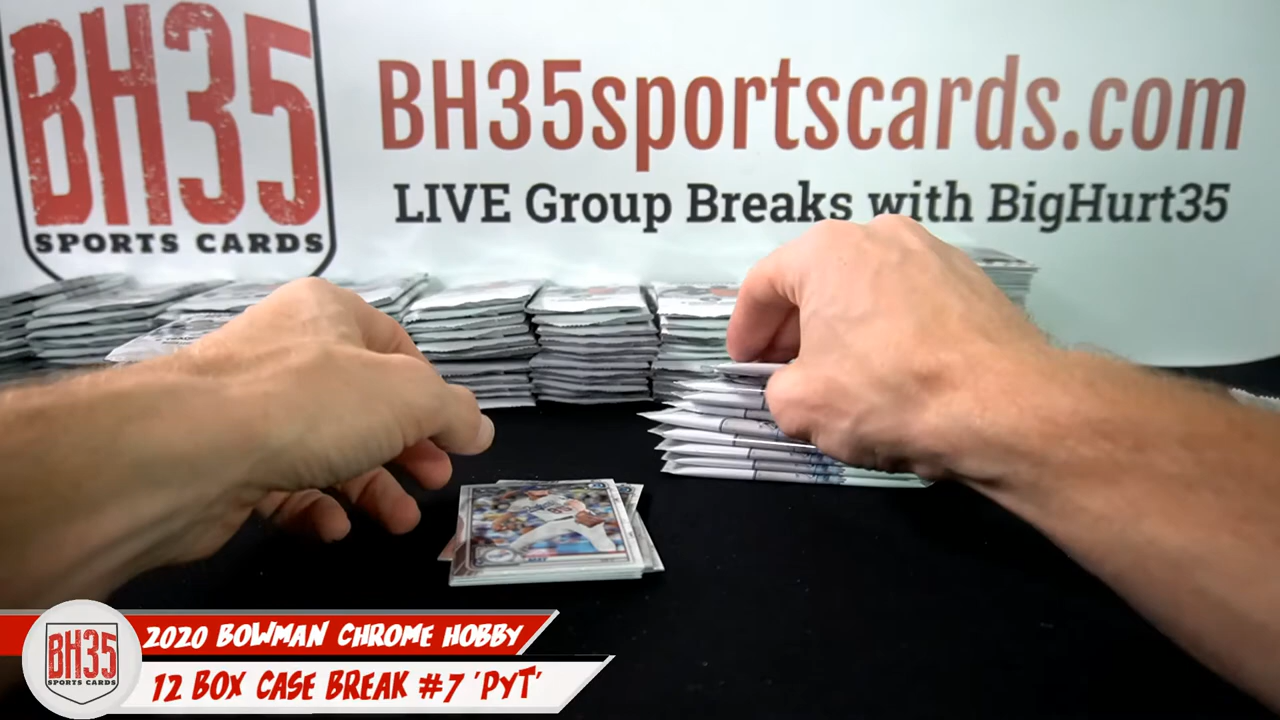 BH35
SPORTS CARDS
BH35sportscards.com
LIVE Group Breaks with BigHurt35
MAY
BH35
SPORTS CARDS
2020 BOWMAN CHROME HOBBY
12 BOX CASE BREAK #7 'PYT'